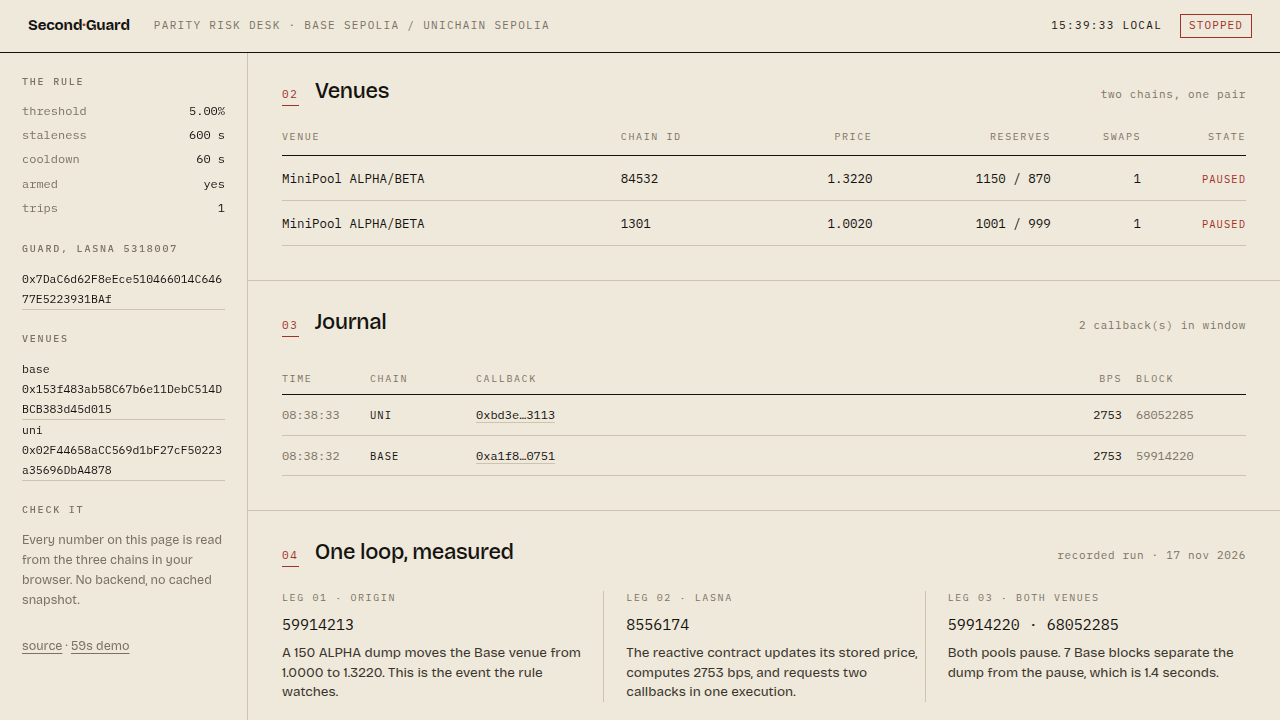 Second·Guard PARITY RISK DESK · BASE SEPOLIA / UNICHAIN SEPOLIA 15:39:33 LOCAL STOPPED
THE RULE
threshold 5.00%
staleness 600 s
cooldown 60 s
armed yes
trips 1
GUARD, LASNA 5318007
0x7DaC6d62F8eEce510466014C646
77E5223931BAf
VENUES
base
0x153f483ab58C67b6e11DebC514D
BCB383d45d015
uni
0x02F44658aCC569d1bF27cF50223
a35696DbA4878
CHECK IT
Every number on this page is read
from the three chains in your
browser. No backend, no cached
snapshot.
source · 59s demo
02 Venues two chains, one pair
VENUE CHAIN ID PRICE RESERVES SWAPS STATE
MiniPool ALPHA/BETA 84532 1.3220 1150 / 870 1 PAUSED
MiniPool ALPHA/BETA 1301 1.0020 1001 / 999 1 PAUSED
03 Journal 2 callback(s) in window
TIME CHAIN CALLBACK BPS BLOCK
08:38:33 UNI 0xbd3e…3113 2753 68052285
08:38:32 BASE 0xa1f8…0751 2753 59914220
04 One loop, measured recorded run · 17 nov 2026
LEG 01 · ORIGIN
59914213
A 150 ALPHA dump moves the Base venue from
1.0000 to 1.3220. This is the event the rule
watches.
LEG 02 · LASNA
8556174
The reactive contract updates its stored price,
computes 2753 bps, and requests two
callbacks in one execution.
LEG 03 · BOTH VENUES
59914220 · 68052285
Both pools pause. 7 Base blocks separate the
dump from the pause, which is 1.4 seconds.